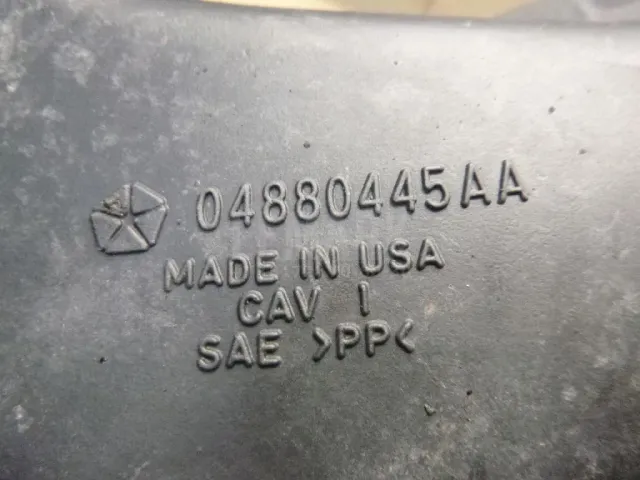 04880445AA
MADE IN USA
CAV 1
SAE >PP<